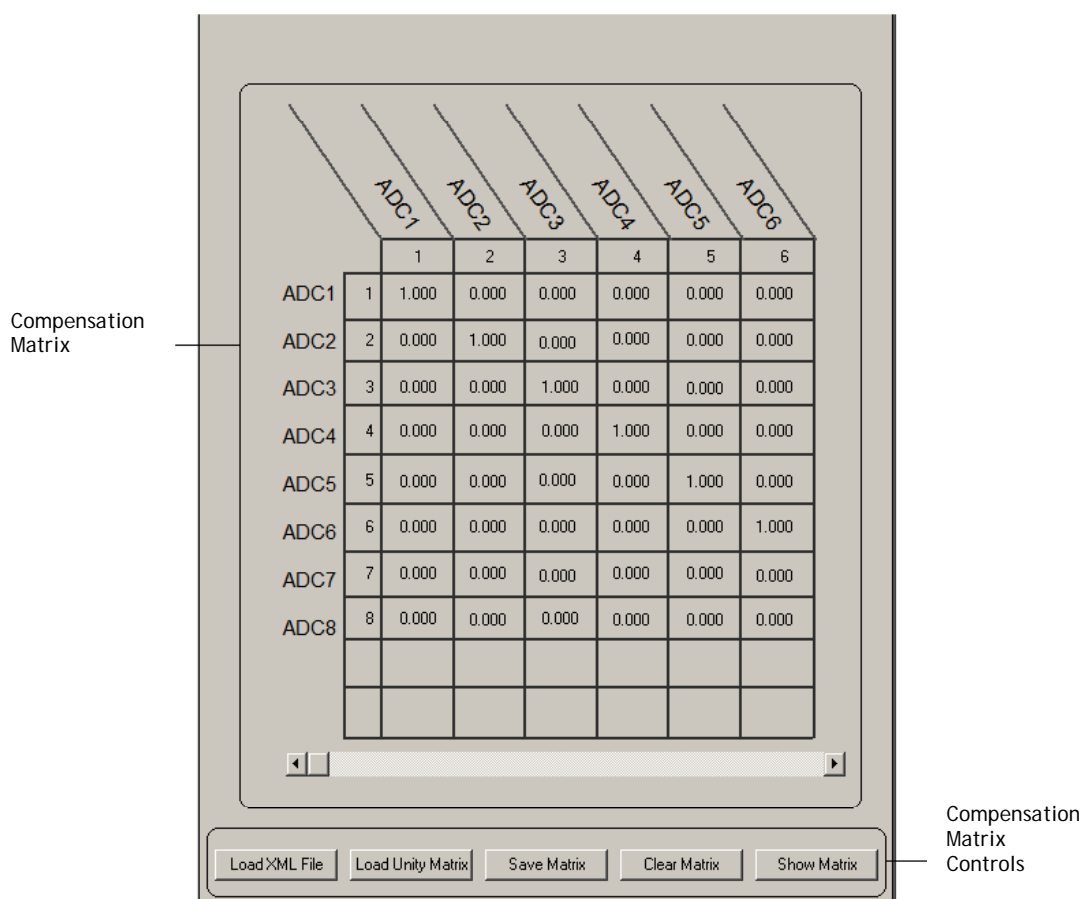 ADC1 ADC2 ADC3 ADC4 ADC5 ADC6
1 2 3 4 5 6
ADC1 1 1.000 0.000 0.000 0.000 0.000 0.000
ADC2 2 0.000 1.000 0.000 0.000 0.000 0.000
ADC3 3 0.000 0.000 1.000 0.000 0.000 0.000
ADC4 4 0.000 0.000 0.000 1.000 0.000 0.000
ADC5 5 0.000 0.000 0.000 0.000 1.000 0.000
ADC6 6 0.000 0.000 0.000 0.000 0.000 1.000
ADC7 7 0.000 0.000 0.000 0.000 0.000 0.000
ADC8 8 0.000 0.000 0.000 0.000 0.000 0.000
Compensation
Matrix
Load XML File Load Unity Matrix Save Matrix Clear Matrix Show Matrix
Compensation
Matrix
Controls